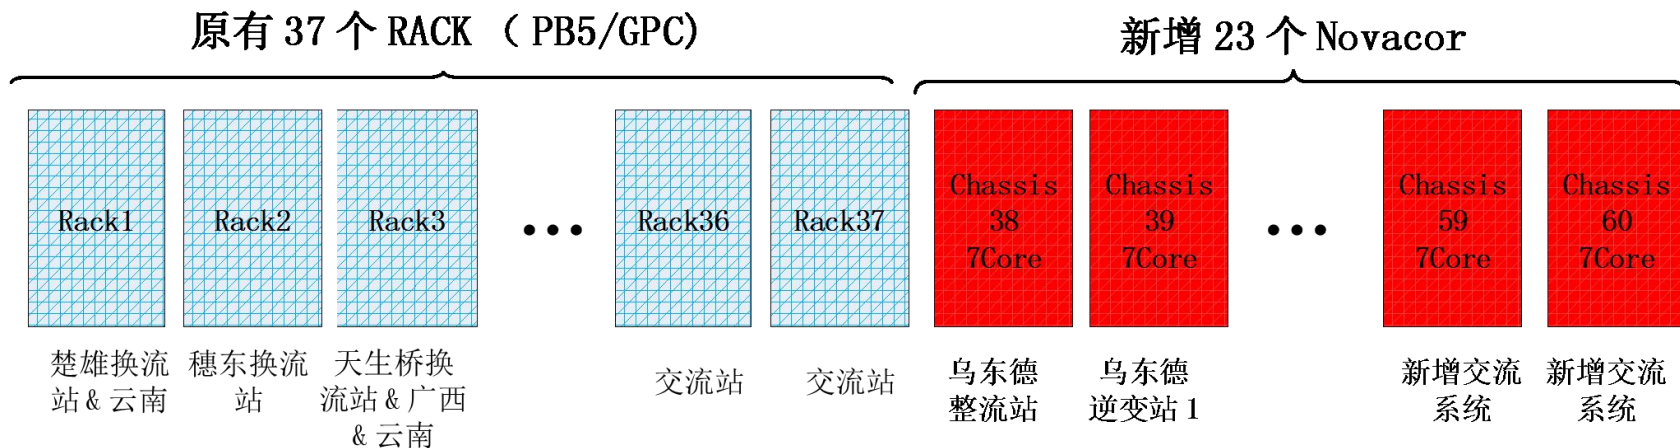 原有 37 个 RACK （ PB5/GPC)
新增 23 个 Novacor
Rack1
Rack2
Rack3
Rack36
Rack37
Chassis
38
7Core
Chassis
39
7Core
Chassis
59
7Core
Chassis
60
7Core
楚雄换流
站 & 云南
穗东换流
站
天生桥换
流站 & 广西
& 云南
交流站
交流站
乌东德
整流站
乌东德
逆变站 1
新增交流
系统
新增交流
系统